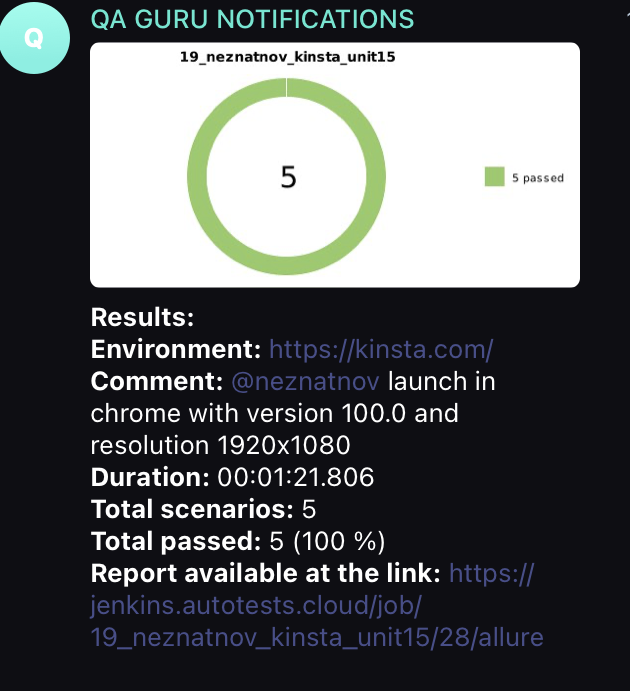 Q
QA GURU NOTIFICATIONS
19_neznatnov_kinsta_unit15
5
5 passed
Results:
Environment: https://kinsta.com/
Comment: @neznatnov launch in
chrome with version 100.0 and
resolution 1920x1080
Duration: 00:01:21.806
Total scenarios: 5
Total passed: 5 (100 %)
Report available at the link: https://
jenkins.autotests.cloud/job/
19_neznatnov_kinsta_unit15/28/allure